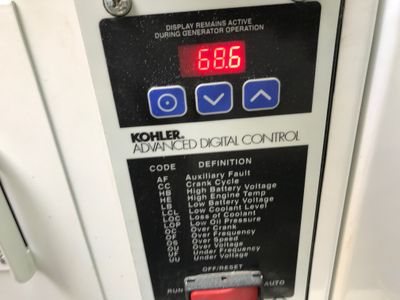 DISPLAY REMAINS ACTIVE
DURING GENERATOR OPERATION
68.6
KOHLER.
ADVANCED DIGITAL CONTROL
CODE DEFINITION
AF Auxiliary Fault
CC Crank Cycle
HB High Battery Voltage
HE High Engine Temp
LB Low Battery Voltage
LCL Low Coolant Level
LOC Loss of Coolant
LOP Low Oil Pressure
OC Over Crank
OF Over Frequency
OS Over Speed
OU Over Voltage
UF Under Frequency
UU Under Voltage
OFF/RESET
RUN AUTO